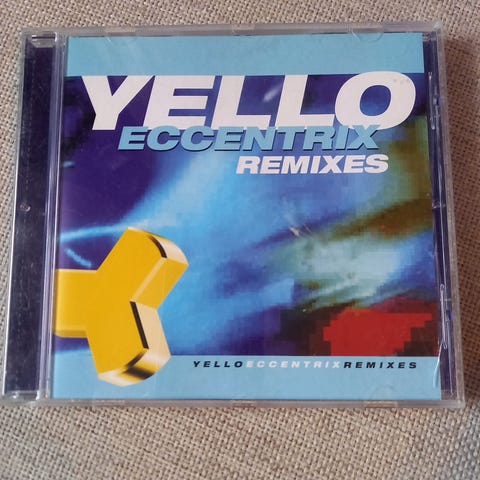 YELLO
ECCENTRIX
REMIXES
YELLOECCENTRIXREMIXES